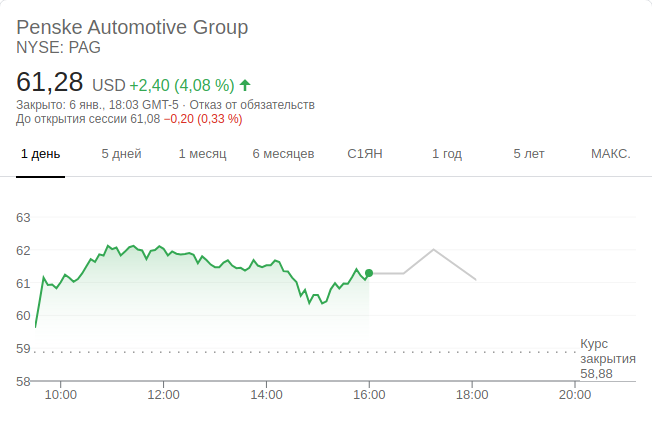 Penske Automotive Group
NYSE: PAG
61,28 USD +2,40 (4,08 %)
Закрыто: 6 янв., 18:03 GMT-5 · Отказ от обязательств
До открытия сессии 61,08 −0,20 (0,33 %)
1 день 5 дней 1 месяц 6 месяцев С1ЯН 1 год 5 лет МАКС.
63
62
61
60
59
58
Курс
закрытия
58,88
10:00 12:00 14:00 16:00 18:00 20:00